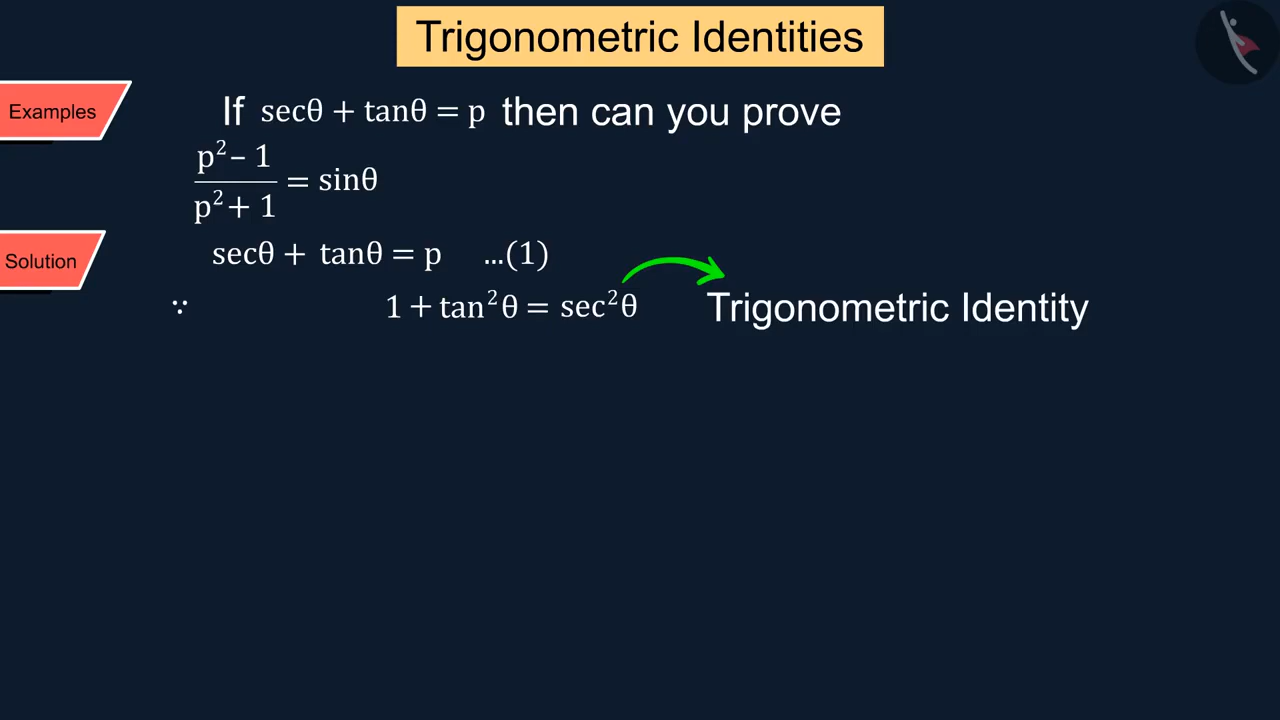 Trigonometric Identities
Examples
If secθ + tanθ = p then can you prove
p² – 1
p² + 1 = sinθ
Solution
secθ + tanθ = p ...(1)
∵ 1 + tan²θ = sec²θ Trigonometric Identity